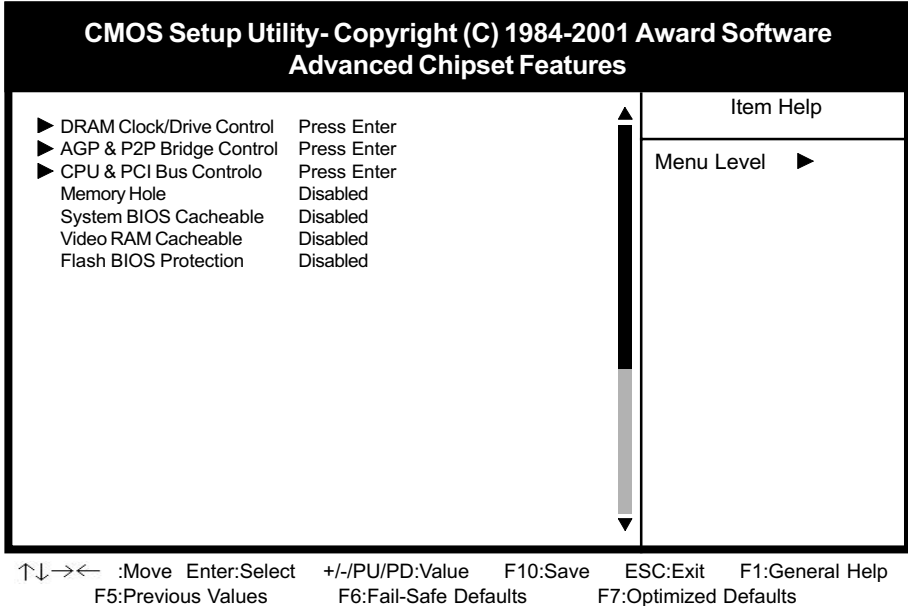 CMOS Setup Utility- Copyright (C) 1984-2001 Award Software
Advanced Chipset Features
▶ DRAM Clock/Drive Control Press Enter
▶ AGP & P2P Bridge Control Press Enter
▶ CPU & PCI Bus Controlo Press Enter
Memory Hole Disabled
System BIOS Cacheable Disabled
Video RAM Cacheable Disabled
Flash BIOS Protection Disabled
Item Help
Menu Level ▶
↑↓→← :Move Enter:Select +/-/PU/PD:Value F10:Save ESC:Exit F1:General Help
F5:Previous Values F6:Fail-Safe Defaults F7:Optimized Defaults